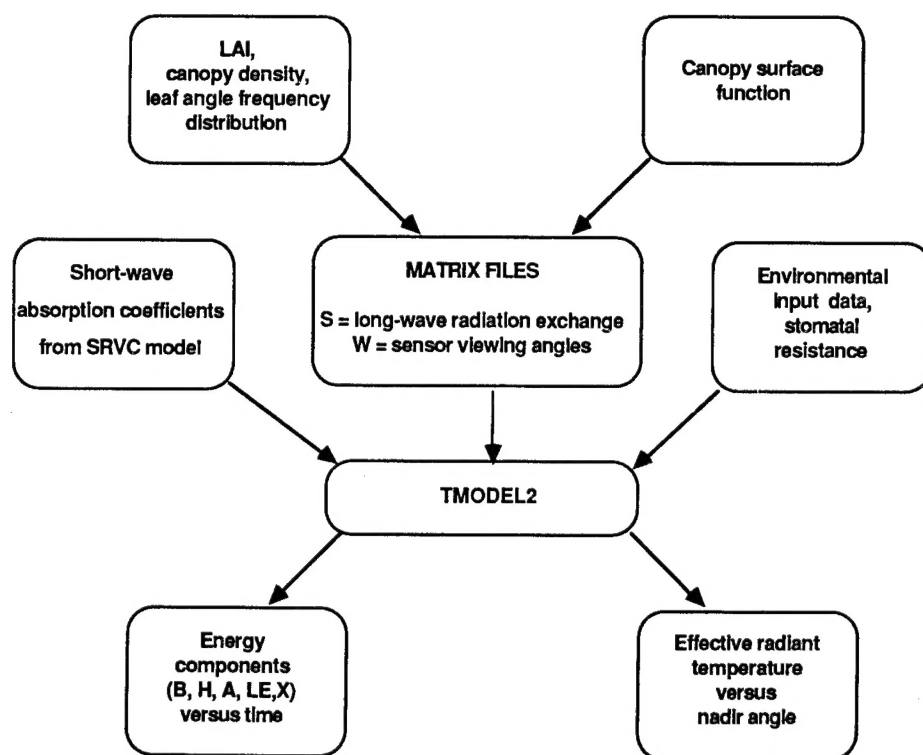 LAI,
canopy density,
leaf angle frequency
distribution
Canopy surface
function
Short-wave
absorption coefficients
from SRVC model
MATRIX FILES
S = long-wave radiation exchange
W = sensor viewing angles
Environmental
input data,
stomatal
resistance
TMODEL2
Energy
components
(B, H, A, LE,X)
versus time
Effective radiant
temperature
versus
nadir angle